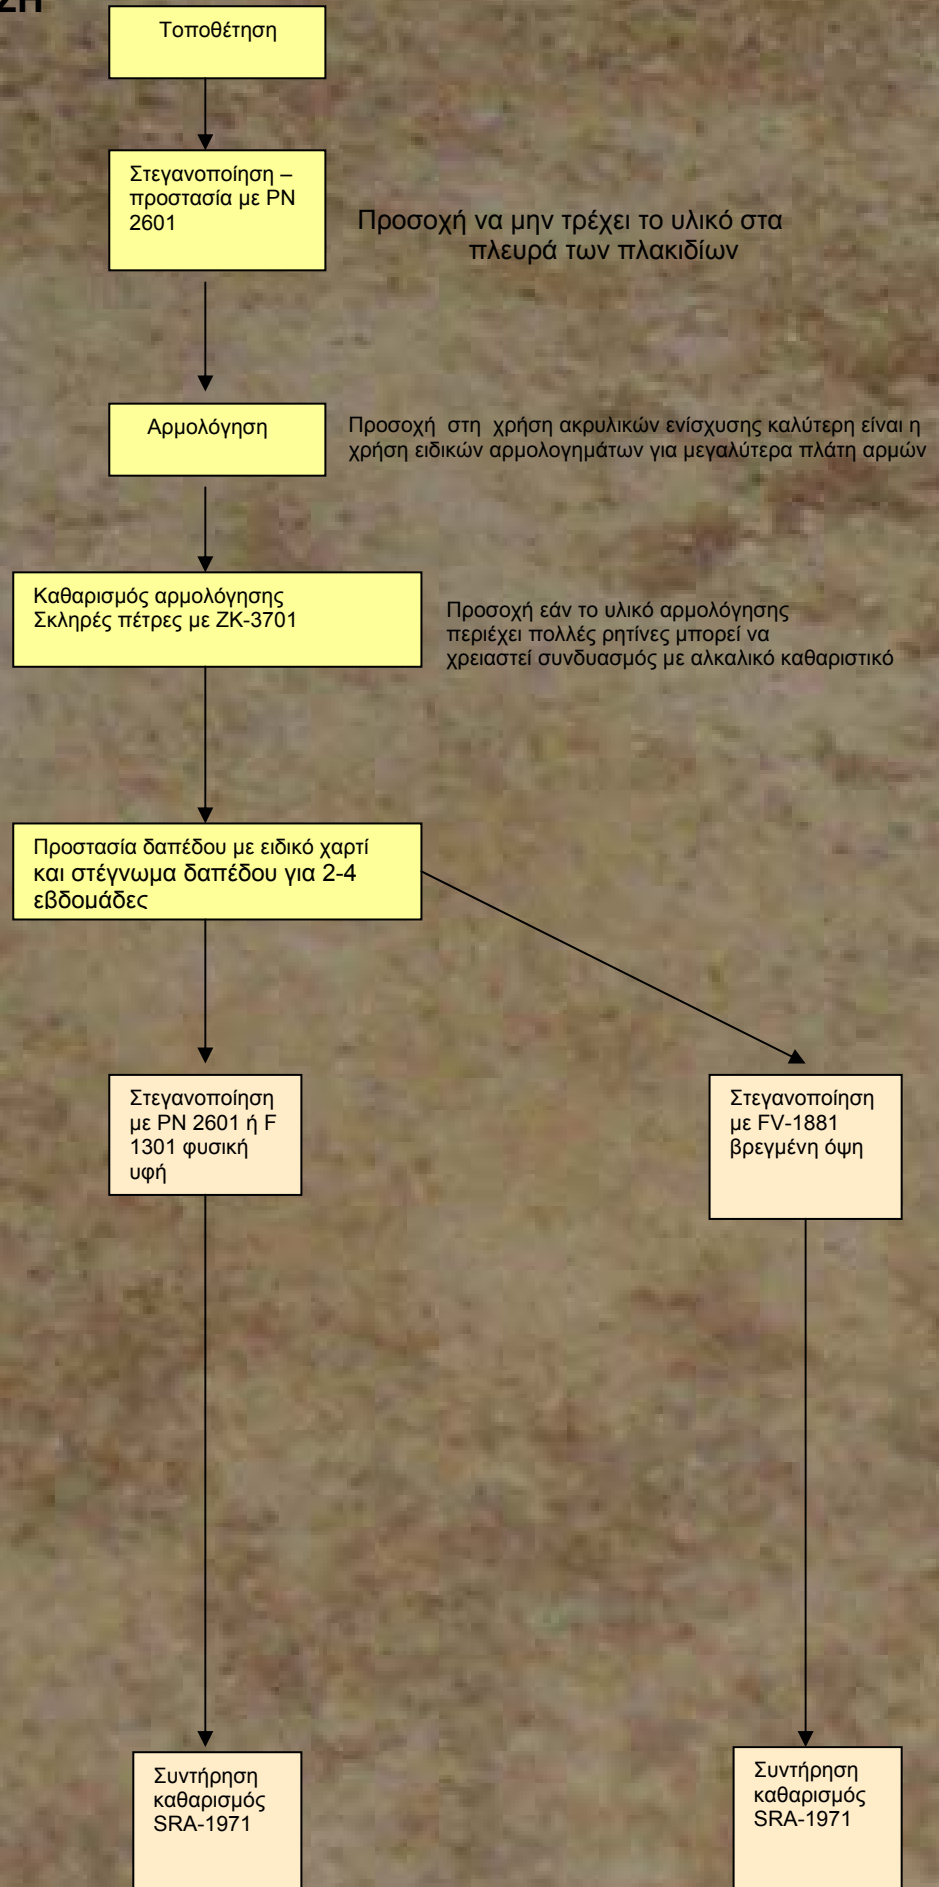 Τοποθέτηση
Στεγανοποίηση –
προστασία με PN
2601
Προσοχή να μην τρέχει το υλικό στα
πλευρά των πλακιδίων
Αρμολόγηση
Προσοχή στη χρήση ακρυλικών ενίσχυσης καλύτερη είναι η
χρήση ειδικών αρμολογημάτων για μεγαλύτερα πλάτη αρμών
Καθαρισμός αρμολόγησης
Σκληρές πέτρες με ZK-3701
Προσοχή εάν το υλικό αρμολόγησης
περιέχει πολλές ρητίνες μπορεί να
χρειαστεί συνδυασμός με αλκαλικό καθαριστικό
Προστασία δαπέδου με ειδικό χαρτί
και στέγνωμα δαπέδου για 2-4
εβδομάδες
Στεγανοποίηση
με PN 2601 ή F
1301 φυσική
υφή
Στεγανοποίηση
με FV-1881
βρεγμένη όψη
Συντήρηση
καθαρισμός
SRA-1971
Συντήρηση
καθαρισμός
SRA-1971